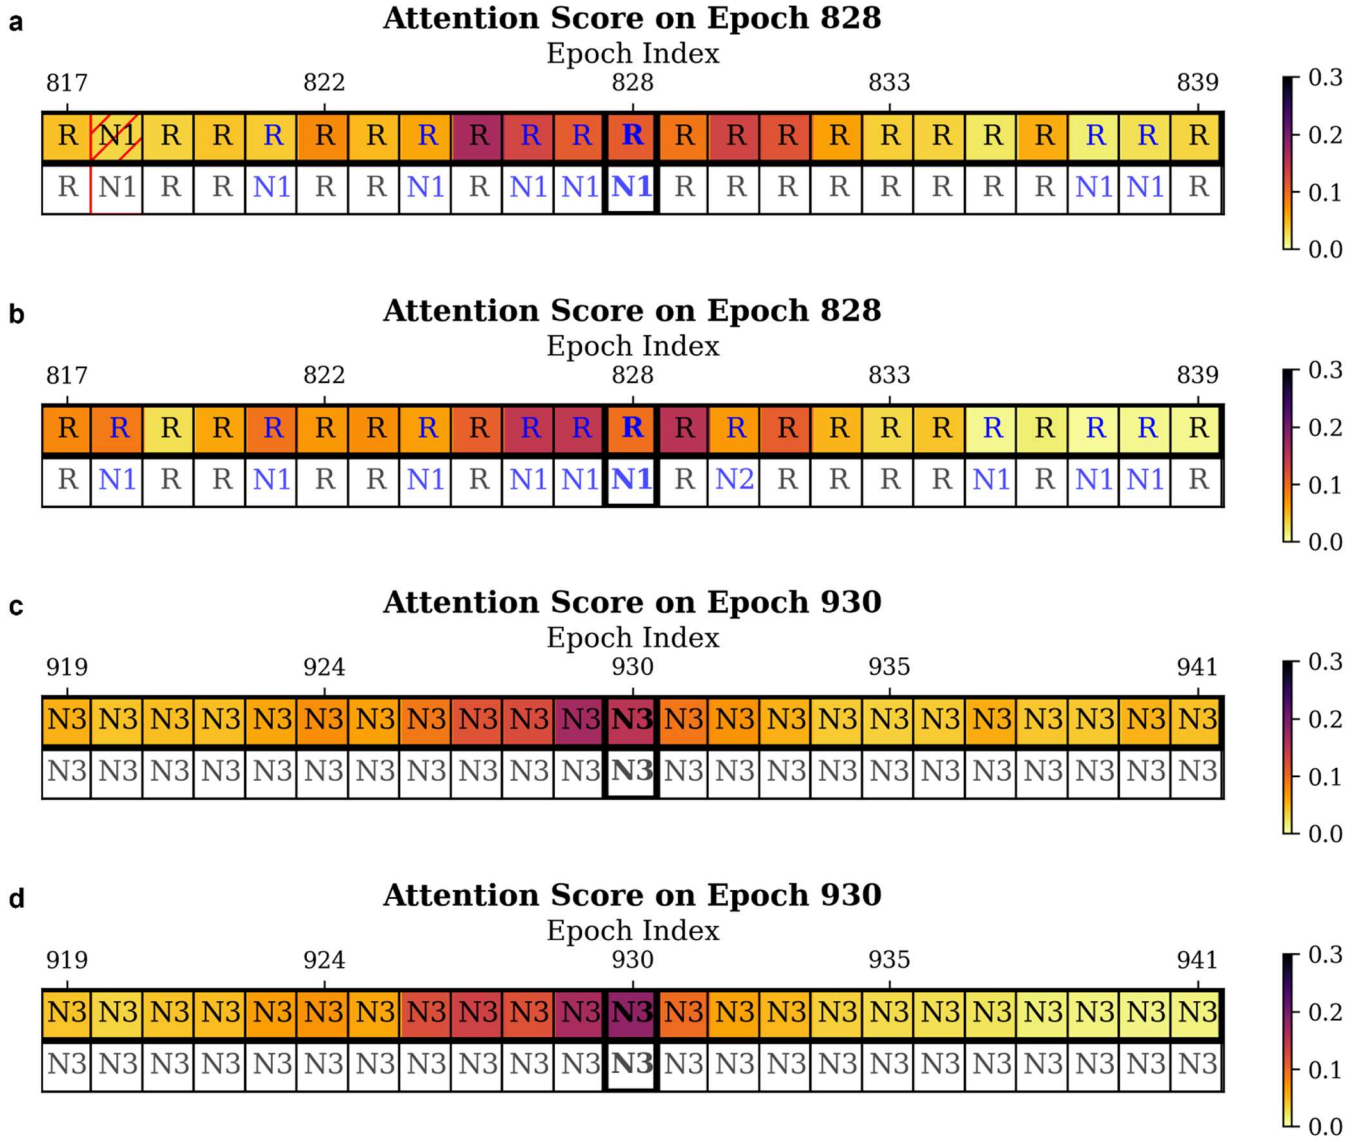 a
Attention Score on Epoch 828
Epoch Index
817 822 828 833 839
R N1 R R R R R R R R R R R R R R R R R R R R R
R N1 R R N1 R R N1 R N1 N1 N1 R R R R R R R R N1 N1 R
0.3
0.2
0.1
0.0
b
Attention Score on Epoch 828
Epoch Index
817 822 828 833 839
R R R R R R R R R R R R R R R R R R R R R R R
R N1 R R N1 R R N1 R N1 N1 N1 R N2 R R R R N1 R N1 N1 R
0.3
0.2
0.1
0.0
c
Attention Score on Epoch 930
Epoch Index
919 924 930 935 941
N3 N3 N3 N3 N3 N3 N3 N3 N3 N3 N3 N3 N3 N3 N3 N3 N3 N3 N3 N3 N3 N3 N3
N3 N3 N3 N3 N3 N3 N3 N3 N3 N3 N3 N3 N3 N3 N3 N3 N3 N3 N3 N3 N3 N3 N3
0.3
0.2
0.1
0.0
d
Attention Score on Epoch 930
Epoch Index
919 924 930 935 941
N3 N3 N3 N3 N3 N3 N3 N3 N3 N3 N3 N3 N3 N3 N3 N3 N3 N3 N3 N3 N3 N3 N3
N3 N3 N3 N3 N3 N3 N3 N3 N3 N3 N3 N3 N3 N3 N3 N3 N3 N3 N3 N3 N3 N3 N3
0.3
0.2
0.1
0.0